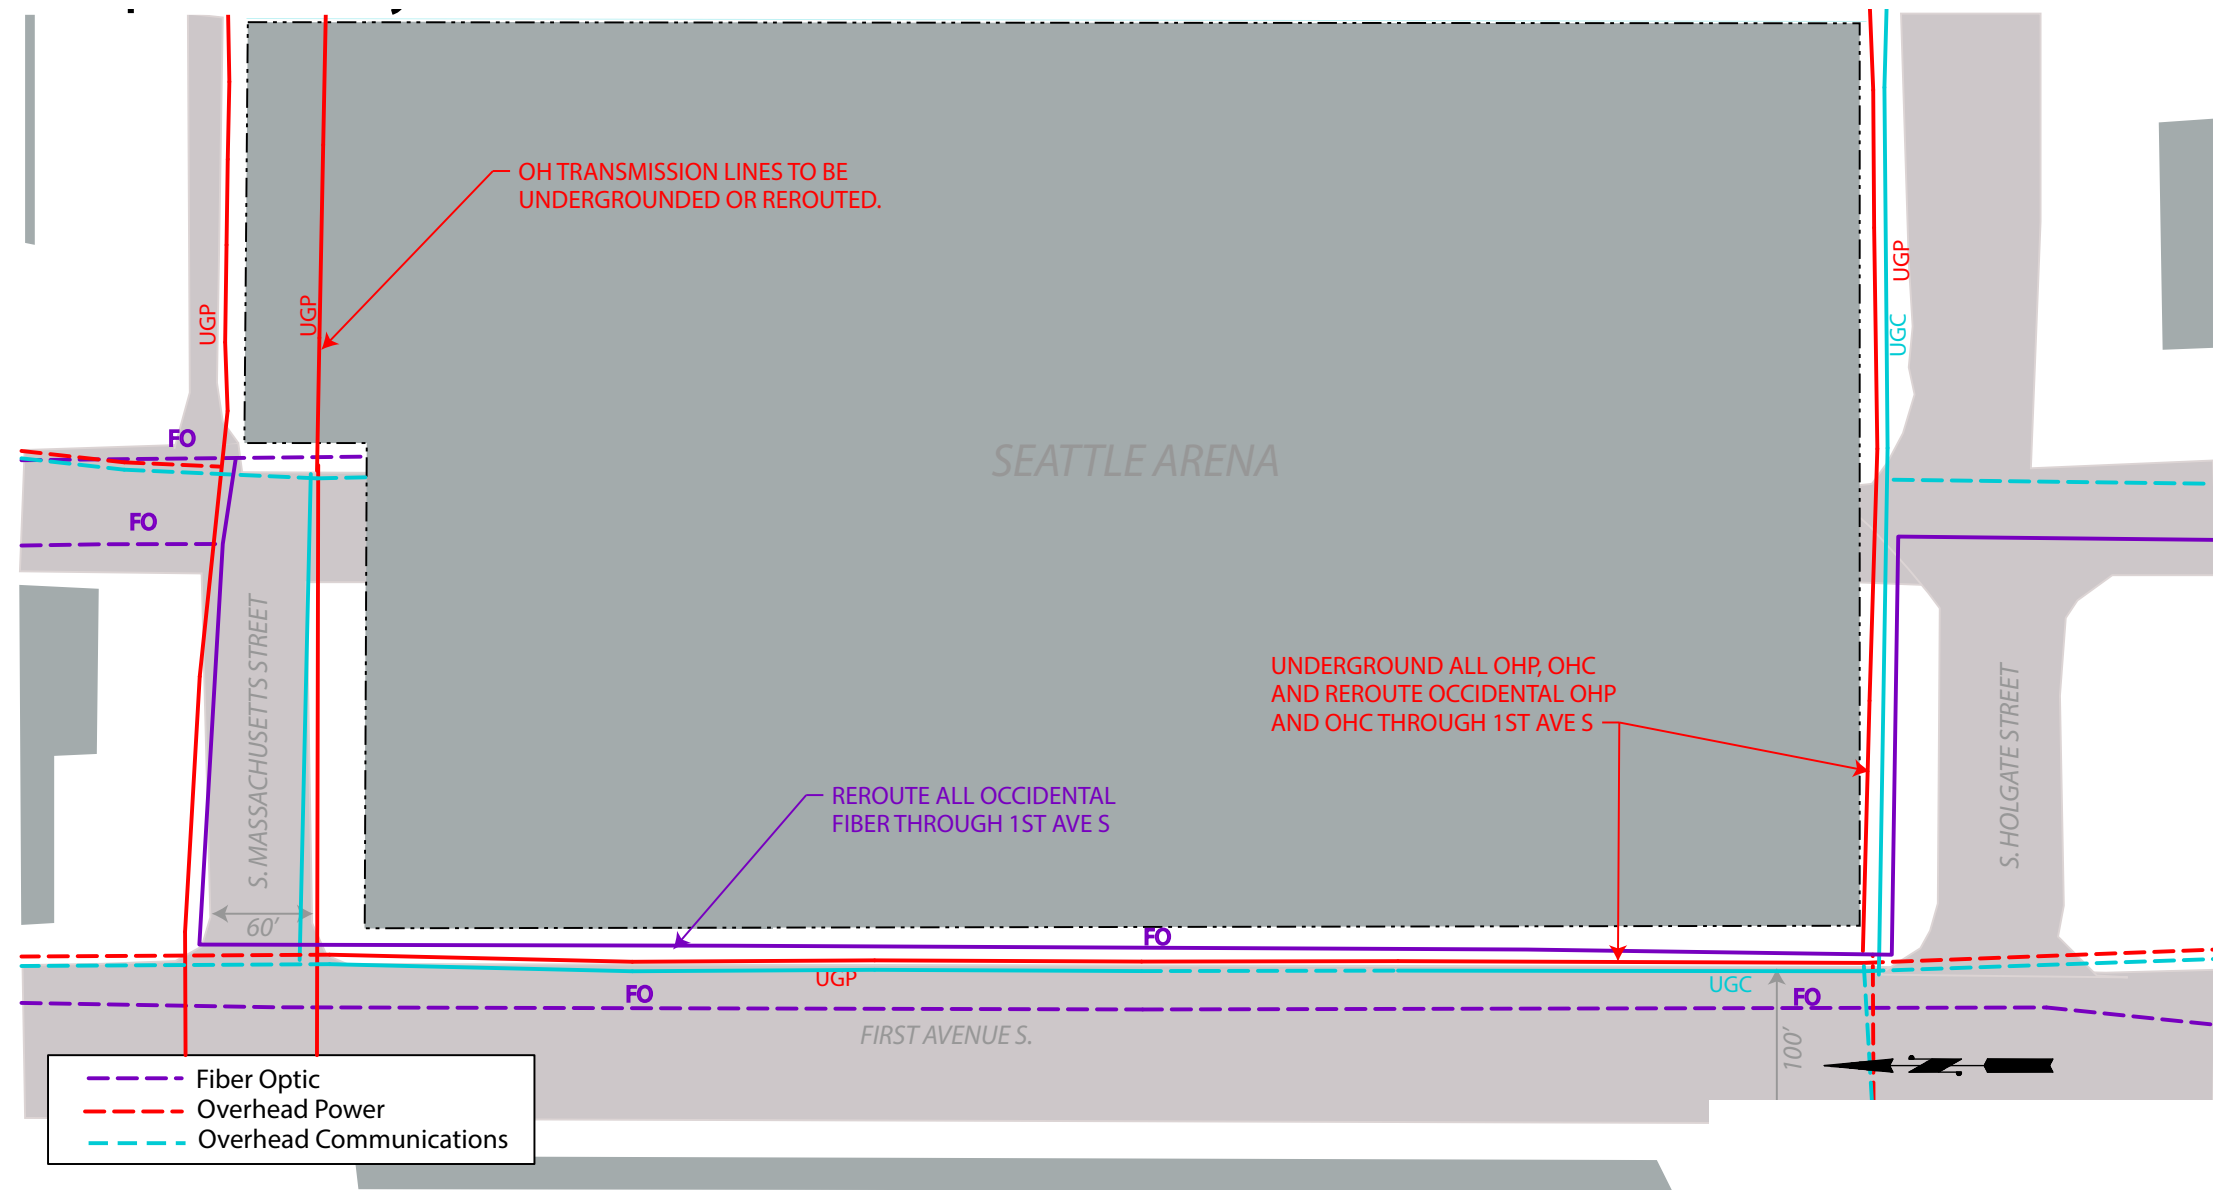 OH TRANSMISSION LINES TO BE
UNDERGROUNDED OR REROUTED.
UGP
UGP
UGP
UGC
FO
FO
SEATTLE ARENA
S. MASSACHUSETTS STREET
S. HOLGATE STREET
UNDERGROUND ALL OHP, OHC
AND REROUTE OCCIDENTAL OHP
AND OHC THROUGH 1ST AVE S
REROUTE ALL OCCIDENTAL
FIBER THROUGH 1ST AVE S
60'
FO
UGP
UGC
FO
FO
FIRST AVENUE S.
100'
Fiber Optic
Overhead Power
Overhead Communications